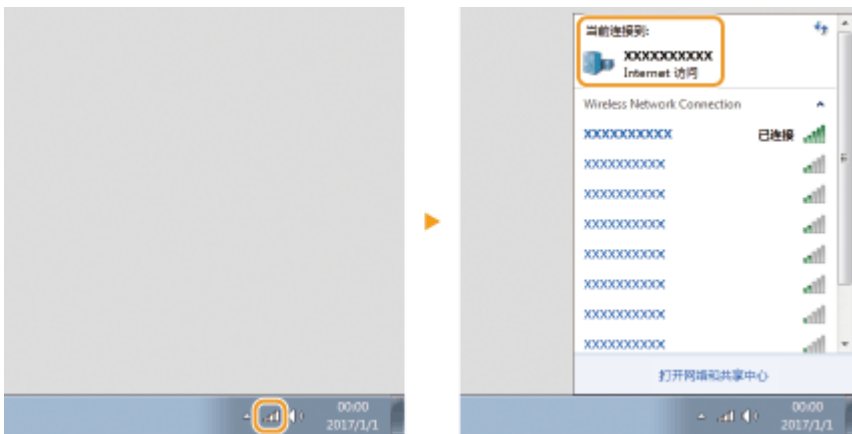 00:00
2017/1/1
当前连接到:
XXXXXXXXXX
Internet 访问
Wireless Network Connection
XXXXXXXXXX 已连接
XXXXXXXXXX
XXXXXXXXXX
XXXXXXXXXX
XXXXXXXXXX
XXXXXXXXXX
XXXXXXXXXX
XXXXXXXXXX
打开网络和共享中心
00:00
2017/1/1